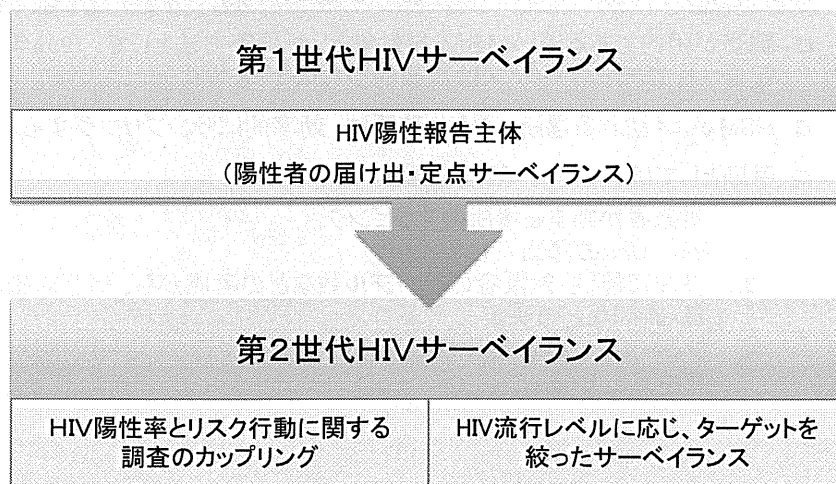 第1世代HIVサーベイランス
HIV陽性報告主体
(陽性者の届け出・定点サーベイランス)
第2世代HIVサーベイランス
HIV陽性率とリスク行動に関する
調査のカップリング
HIV流行レベルに応じ、ターゲットを
絞ったサーベイランス